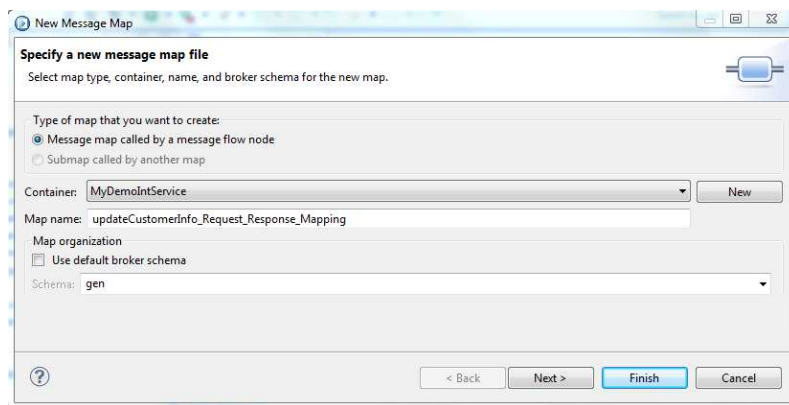 New Message Map
Specify a new message map file
Select map type, container, name, and broker schema for the new map.
Type of map that you want to create:
Message map called by a message flow node
Submap called by another map
Container: MyDemoIntService New
Map name: updateCustomerInfo_Request_Response_Mapping
Map organization
Use default broker schema
Schema: gen
? < Back Next > Finish Cancel